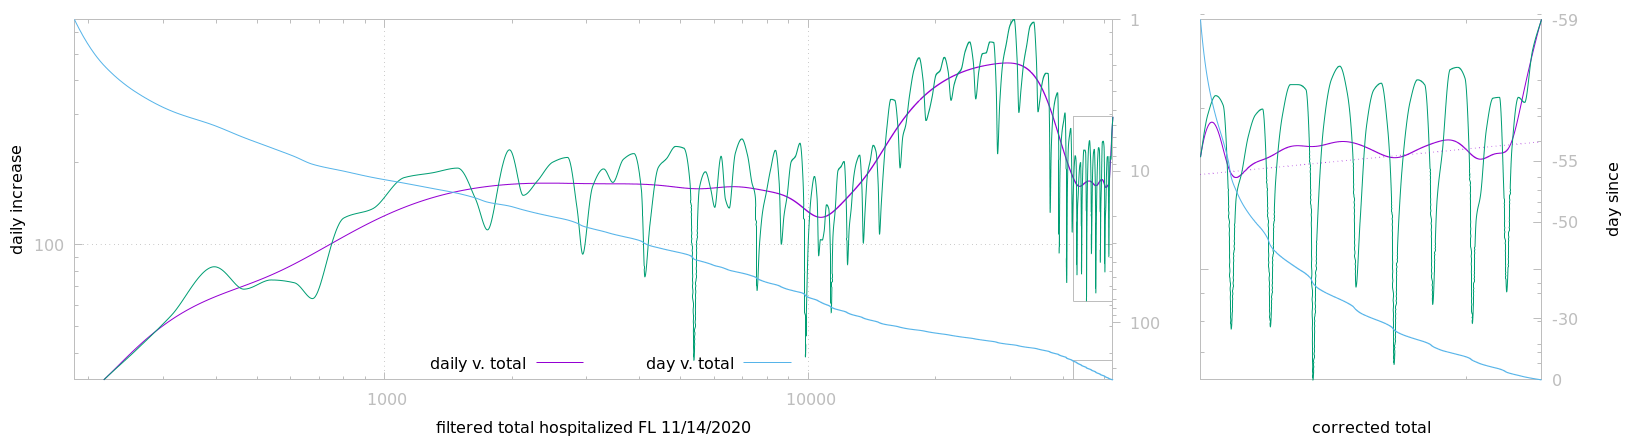 daily increase
100
daily v. total
day v. total
1000
10000
filtered total hospitalized FL 11/14/2020
1
10
100
-59
-55
-50
-30
0
day since
corrected total